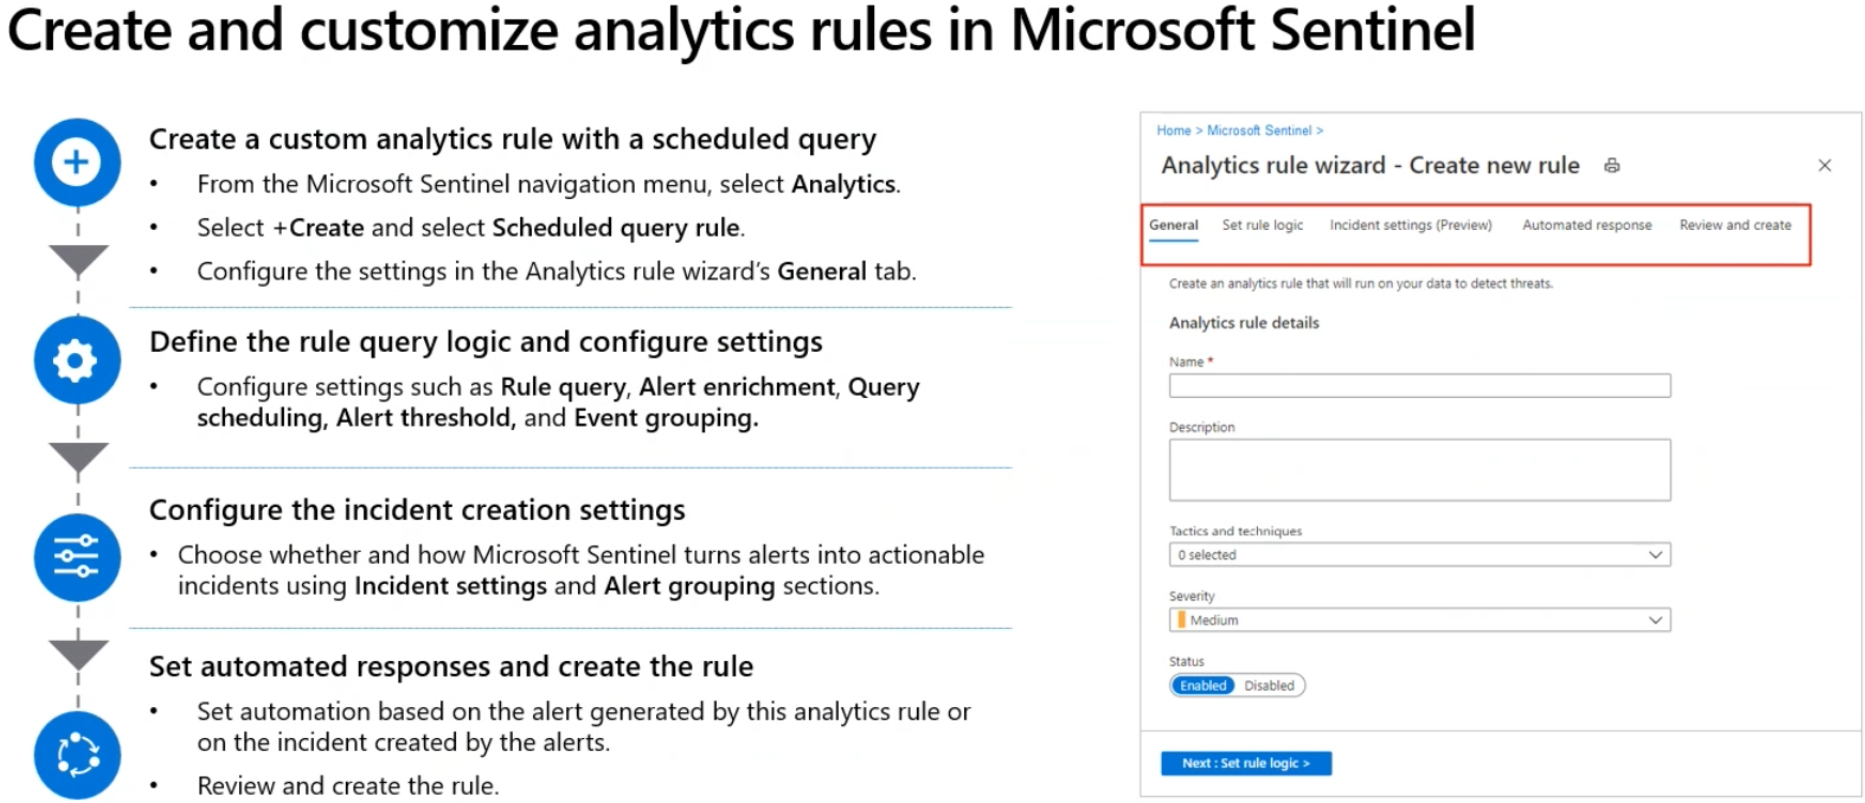 Create and customize analytics rules in Microsoft Sentinel
Create a custom analytics rule with a scheduled query
• From the Microsoft Sentinel navigation menu, select Analytics.
• Select +Create and select Scheduled query rule.
• Configure the settings in the Analytics rule wizard’s General tab.
Define the rule query logic and configure settings
• Configure settings such as Rule query, Alert enrichment, Query
scheduling, Alert threshold, and Event grouping.
Configure the incident creation settings
• Choose whether and how Microsoft Sentinel turns alerts into actionable
incidents using Incident settings and Alert grouping sections.
Set automated responses and create the rule
• Set automation based on the alert generated by this analytics rule or
on the incident created by the alerts.
• Review and create the rule.
Home > Microsoft Sentinel >
Analytics rule wizard - Create new rule
General Set rule logic Incident settings (Preview) Automated response Review and create
Create an analytics rule that will run on your data to detect threats.
Analytics rule details
Name *
Description
Tactics and techniques
0 selected
Severity
Medium
Status
Enabled Disabled
Next : Set rule logic >